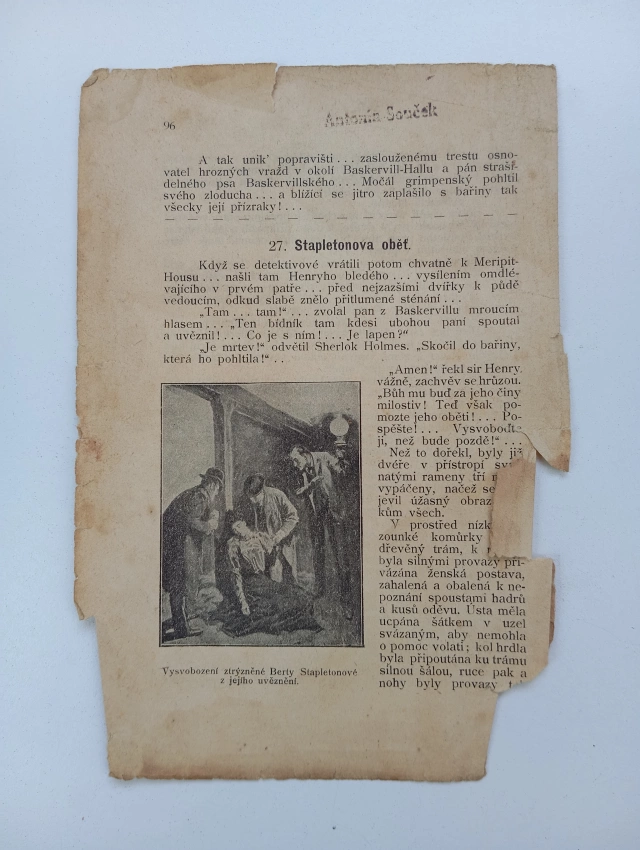 96
Antonín Souček
A tak unik' popravišti... zaslouženému trestu osno-
vatel hrozných vražd v okolí Baskervill-Hallu a pán straší-
delného psa Baskervillského... Močál grimpenský pohltil
svého zloducha... a blížící se jitro zaplašilo s bařiny tak
všecky její přízraky!...
27. Stapletonova oběť.
Když se detektivové vrátili potom chvatně k Meripit-
Housu... našli tam Henryho bledého... vysílením omdlé-
vajícího v prvém patře... před nejzazšími dvířky k půdě
vedoucím, odkud slabě znělo přitlumené sténání...
„Tam... tam!“... zvolal pan z Baskervillu mroucím
hlasem... „Ten bídník tam kdesi ubohou paní spoutal
a uvěznil!... Co je s ním!... Je lapen?“
„Je mrtev!“ odvětil Sherlok Holmes. „Skočil do bařiny,
která ho pohltila!“..
„Amen!“ řekl sir Henry
vážně, zachvěv se hrůzou.
„Bůh mu buď za jeho činy
milostiv! Teď však po-
mozte jeho oběti!... Po-
spěšte!... Vysvoboďte
ji, než bude pozdě!“...
Než to dořekl, byly již
dvéře v přístropí
natými rameny tří
vypáčeny, načež se
jevil úžasný obraz
kům všech.
V prostřed nízk
zounké komůrky
dřevěný trám, k
byla silnými provazy při-
vázána ženská postava,
zahalená a obalená k ne-
poznání spoustami hadrů
a kusů oděvu. Ústa měla
ucpána šátkem v uzel
svázaným, aby nemohla
o pomoc volati; kol hrdla
byla připoutána ku trámu
silnou šálou, ruce pak a
nohy byly provazy
Vysvobození ztrýzněné Berty Stapletonové
z jejího uvěznění.